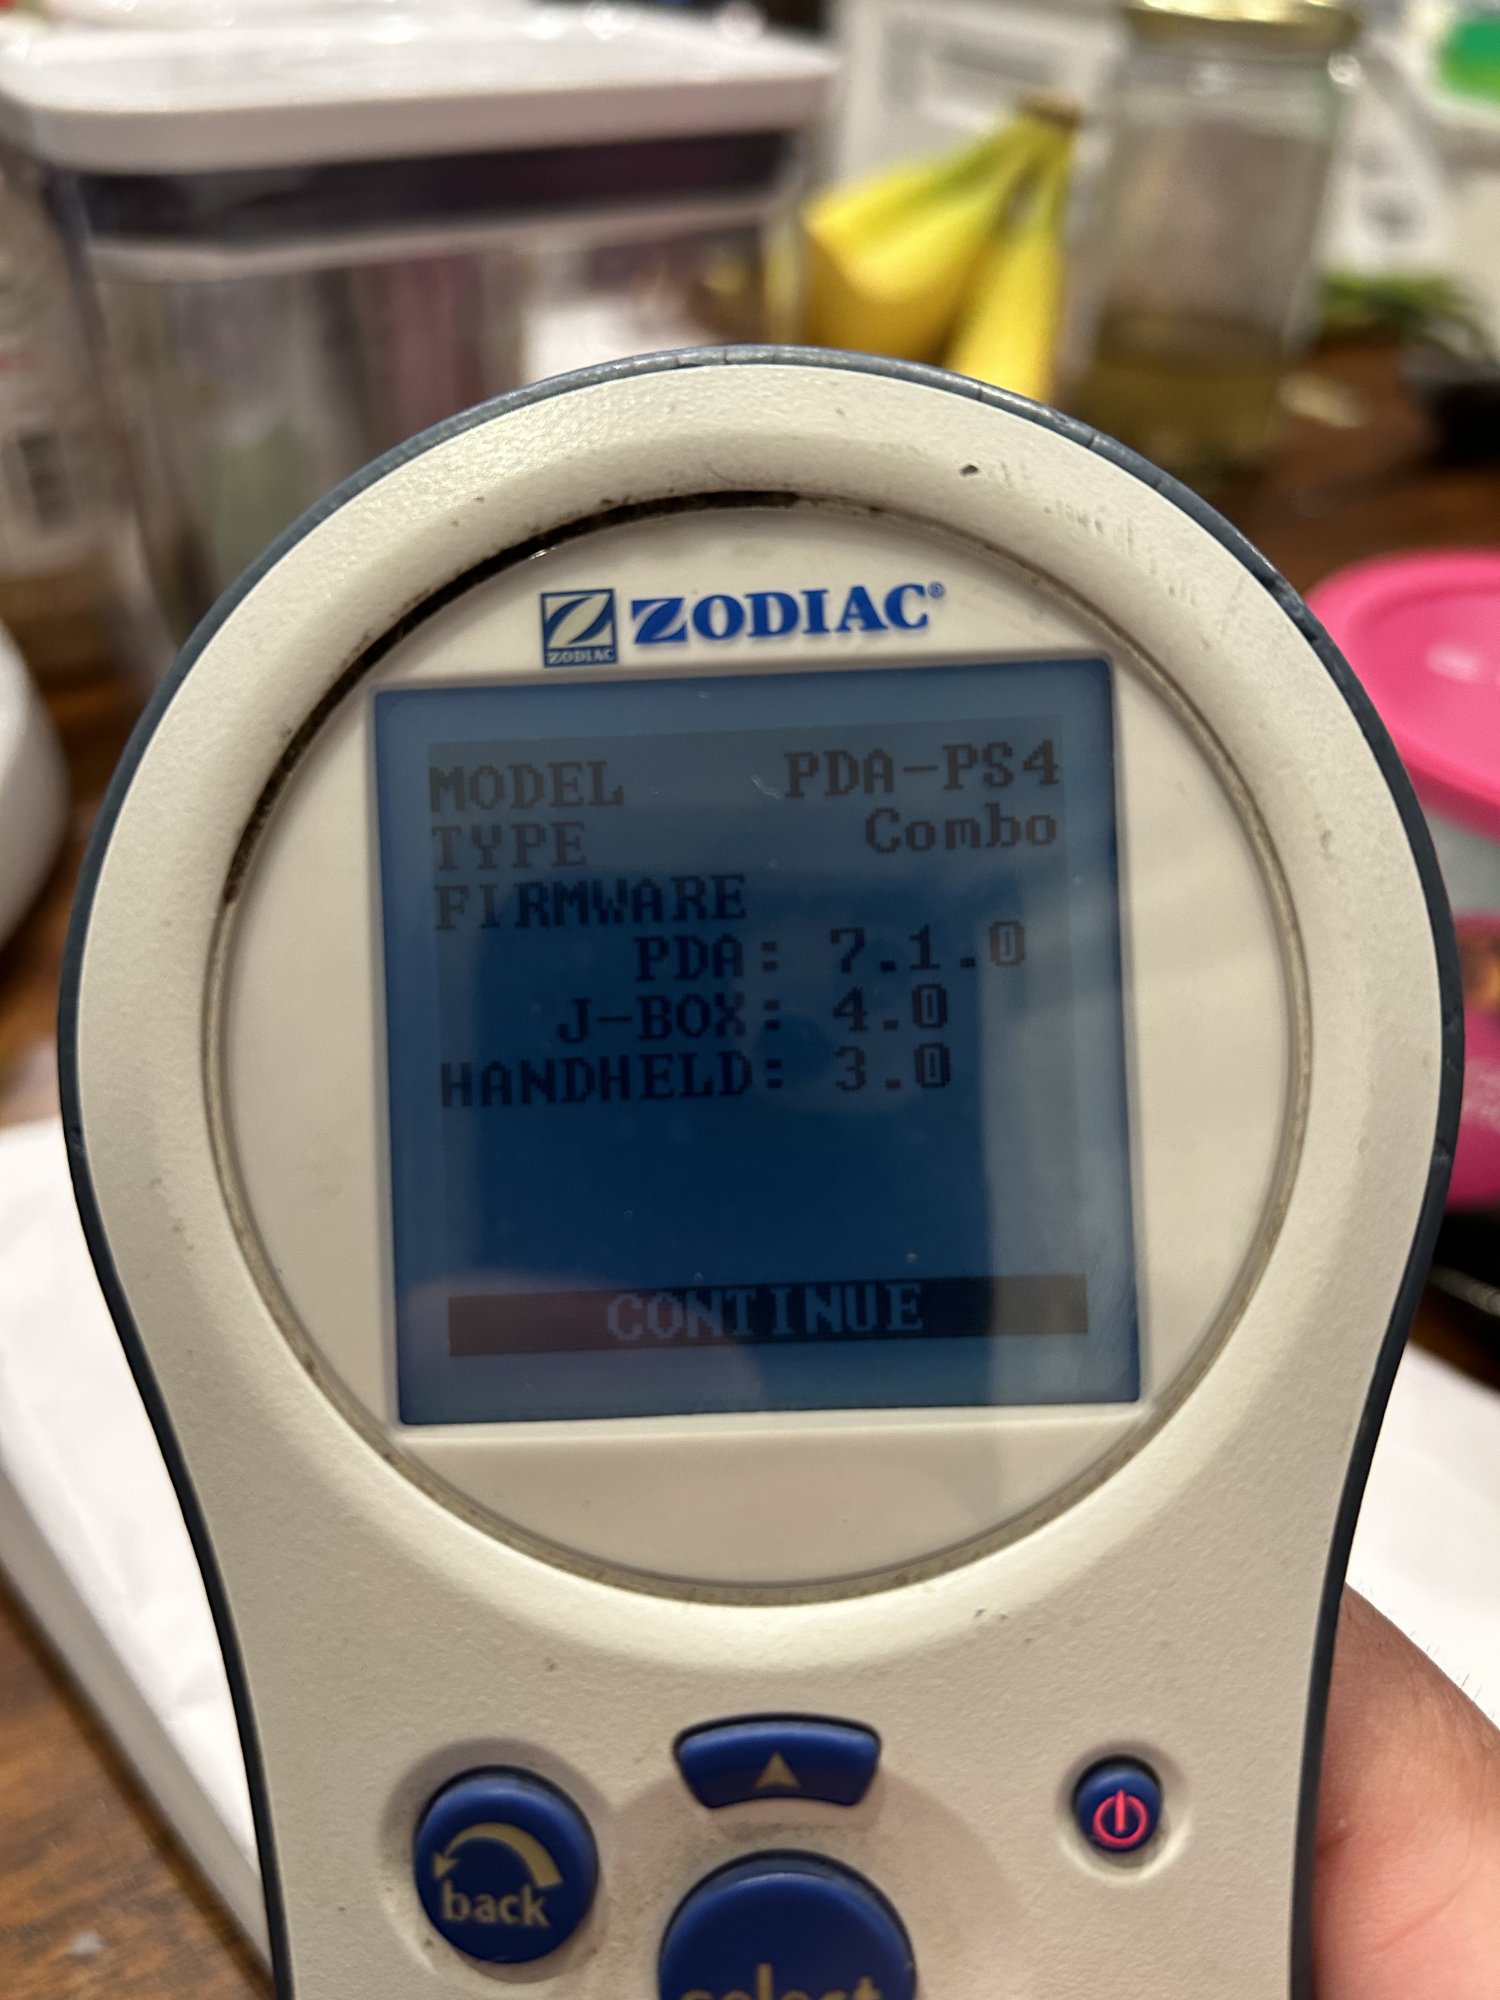 ZODIAC ZODIAC®
MODEL PDA-PS4
TYPE Combo
FIRMWARE
PDA: 7.1.0
J-BOX: 4.0
HANDHELD: 3.0
CONTINUE
back
select